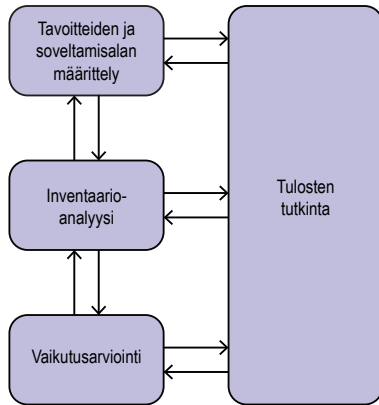 Tavoitteiden ja
soveltamisalan
määrittely
Inventaario-
analyysi
Vaikutusarviointi
Tulosten
tutkinta